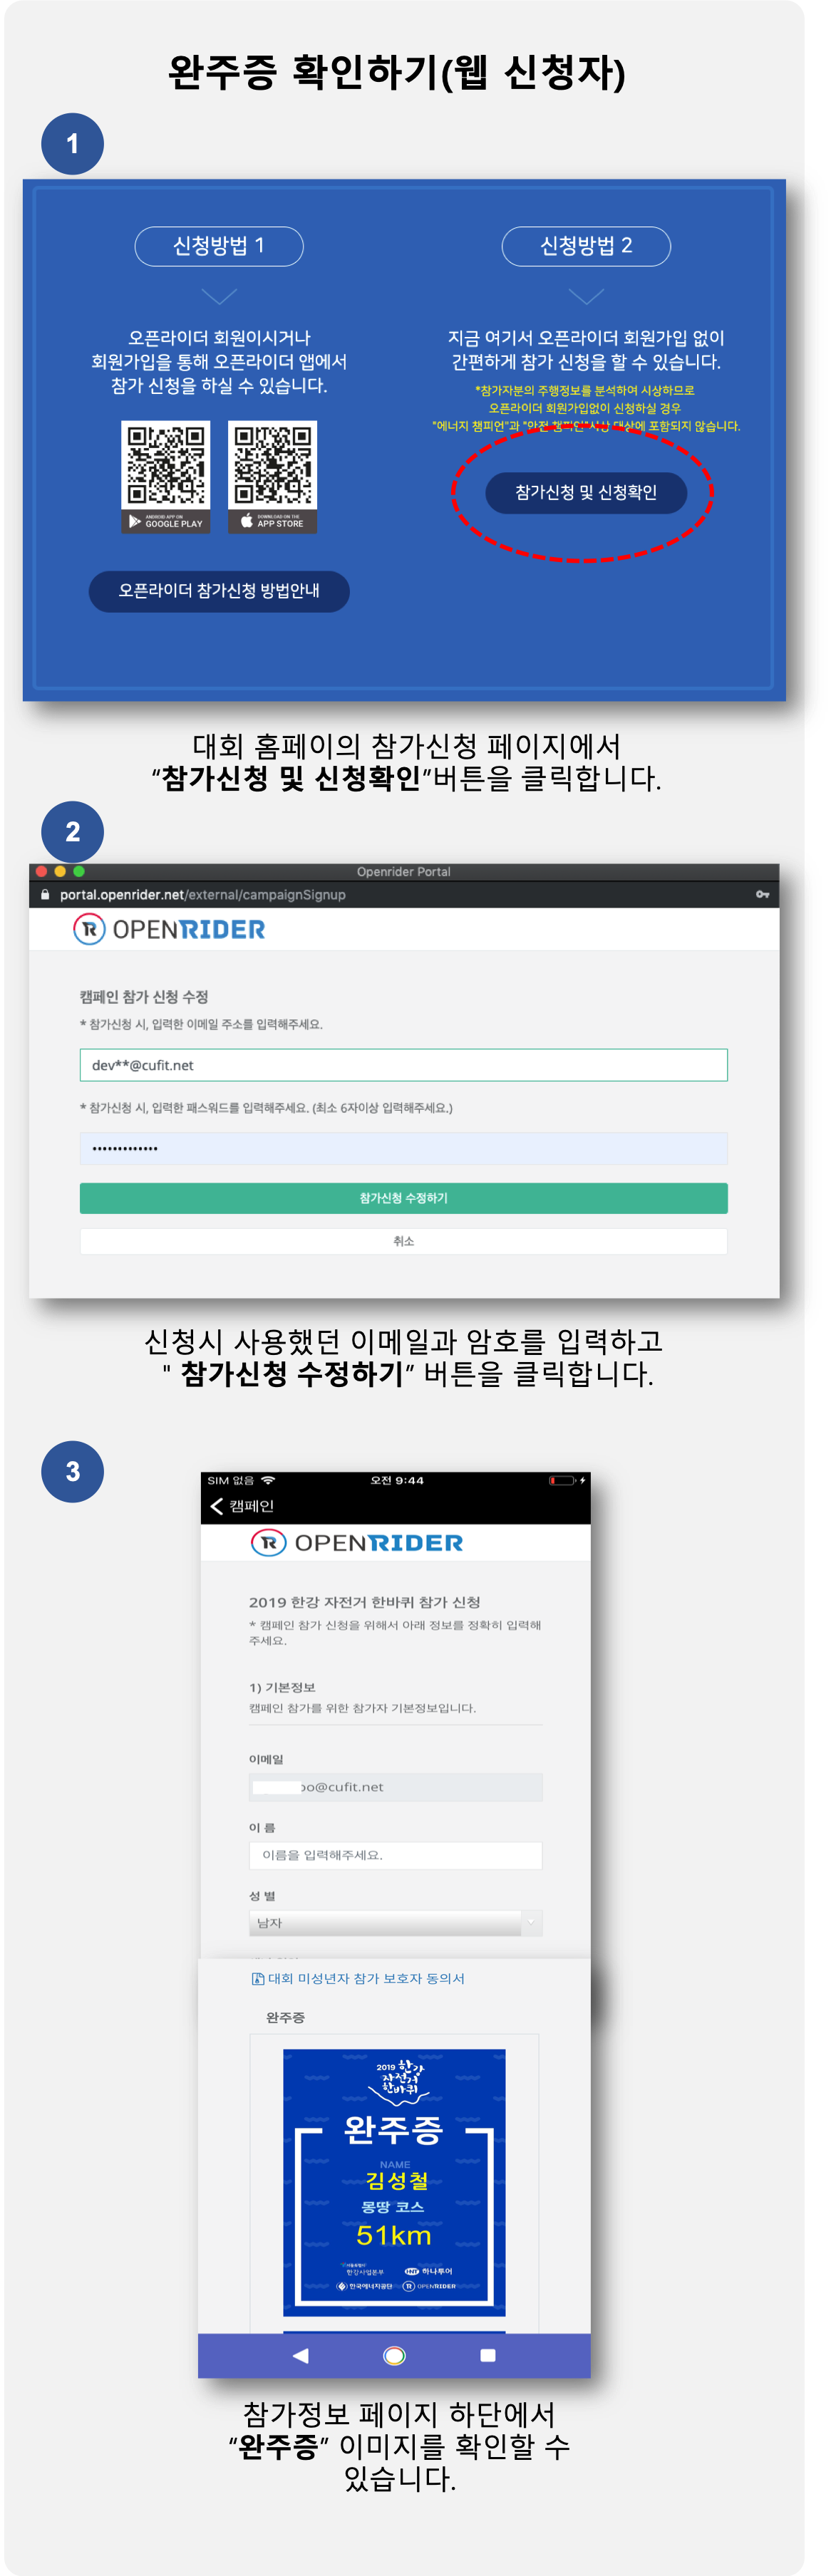 완주증 확인하기(웹 신청자)
1
신청방법 1
오픈라이더 회원이시거나
회원가입을 통해 오픈라이더 앱에서
참가 신청을 하실 수 있습니다.
ANDROID APP ON
GOOGLE PLAY
DOWNLOAD ON THE
APP STORE
오픈라이더 참가신청 방법안내
신청방법 2
지금 여기서 오픈라이더 회원가입 없이
간편하게 참가 신청을 할 수 있습니다.
*참가자분의 주행정보를 분석하여 시상하므로
오픈라이더 회원가입없이 신청하실 경우
"에너지 챔피언"과 "안전 챔피언"시상 대상에 포함되지 않습니다.
참가신청 및 신청확인
대회 홈페이의 참가신청 페이지에서
“참가신청 및 신청확인”버튼을 클릭합니다.
2
Openrider Portal
portal.openrider.net/external/campaignSignup
OPENRIDER
캠페인 참가 신청 수정
* 참가신청 시, 입력한 이메일 주소를 입력해주세요.
dev**@cufit.net
* 참가신청 시, 입력한 패스워드를 입력해주세요. (최소 6자이상 입력해주세요.)
•••••••••••••
참가신청 수정하기
취소
신청시 사용했던 이메일과 암호를 입력하고
" 참가신청 수정하기” 버튼을 클릭합니다.
3
SIM 없음 오전 9:44
캠페인
OPENRIDER
2019 한강 자전거 한바퀴 참가 신청
* 캠페인 참가 신청을 위해서 아래 정보를 정확히 입력해
주세요.
1) 기본정보
캠페인 참가를 위한 참가자 기본정보입니다.
이메일
oo@cufit.net
이 름
이름을 입력해주세요.
성 별
남자
대회 미성년자 참가 보호자 동의서
완주증
2019 한강
자전거
한바퀴
완주증
NAME
김성철
몽땅 코스
51km
서울특별시
한강사업본부 하나투어
한국에너지공단 OPENRIDER
참가정보 페이지 하단에서
“완주증” 이미지를 확인할 수
있습니다.